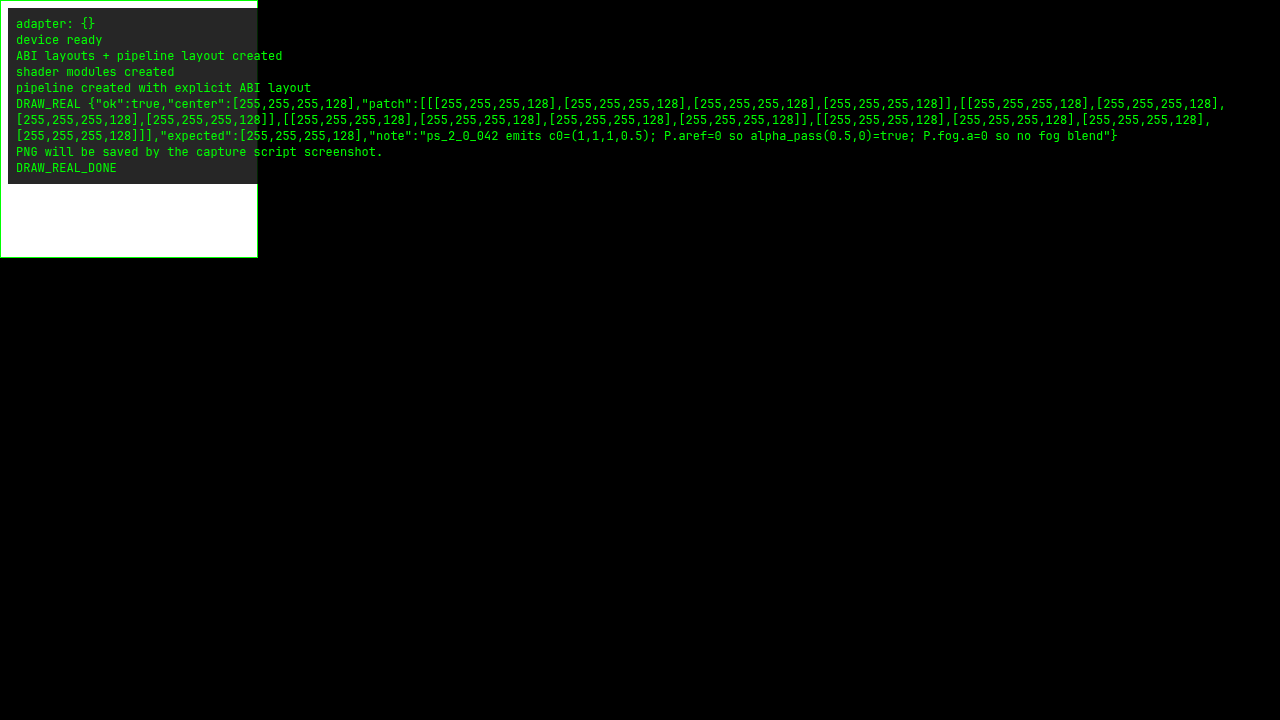 adapter: {}
device ready
ABI layouts + pipeline layout created
shader modules created
pipeline created with explicit ABI layout
DRAW_REAL {"ok":true,"center":[255,255,255,128],"patch":[[[255,255,255,128],[255,255,255,128],[255,255,255,128],[255,255,255,128]],[[255,255,255,128],[255,255,255,128],
[255,255,255,128],[255,255,255,128]],[[255,255,255,128],[255,255,255,128],[255,255,255,128],[255,255,255,128]],[[255,255,255,128],[255,255,255,128],[255,255,255,128],
[255,255,255,128]]],"expected":[255,255,255,128],"note":"ps_2_0_042 emits c0=(1,1,1,0.5); P.aref=0 so alpha_pass(0.5,0)=true; P.fog.a=0 so no fog blend"}
PNG will be saved by the capture script screenshot.
DRAW_REAL_DONE